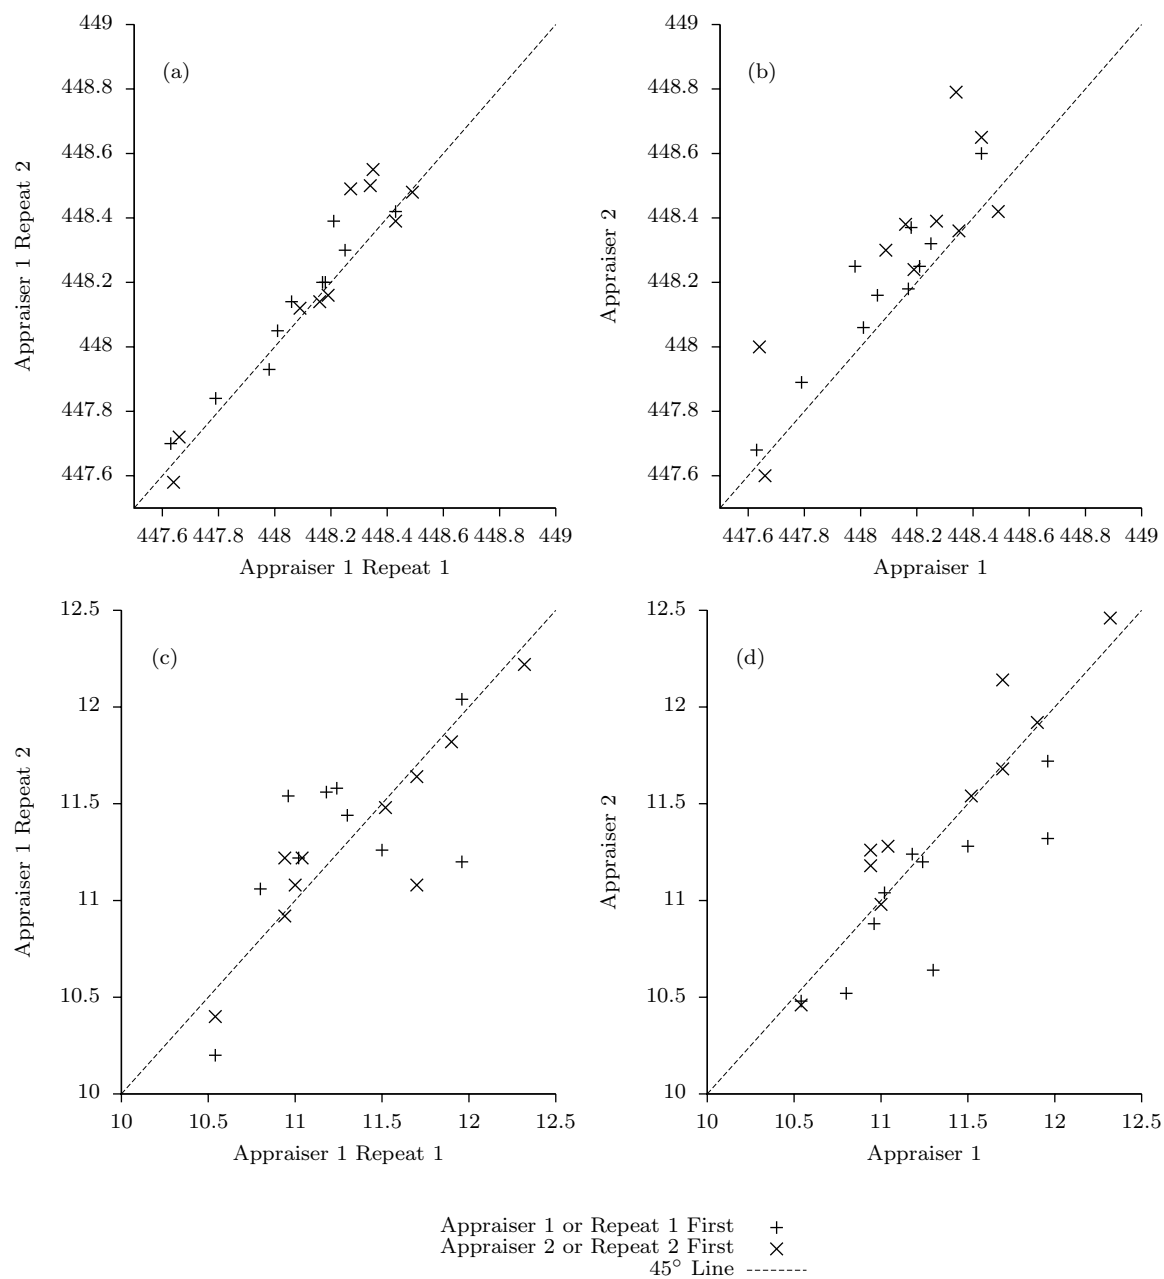 449
448.8
448.6
448.4
448.2
448
447.8
447.6
(a)
Appraiser 1 Repeat 2
447.6 447.8 448 448.2 448.4 448.6 448.8 449
Appraiser 1 Repeat 1
449
448.8
448.6
448.4
448.2
448
447.8
447.6
(b)
Appraiser 2
447.6 447.8 448 448.2 448.4 448.6 448.8 449
Appraiser 1
12.5
12
11.5
11
10.5
10
(c)
Appraiser 1 Repeat 2
10 10.5 11 11.5 12 12.5
Appraiser 1 Repeat 1
12.5
12
11.5
11
10.5
10
(d)
Appraiser 2
10 10.5 11 11.5 12 12.5
Appraiser 1
Appraiser 1 or Repeat 1 First
Appraiser 2 or Repeat 2 First
45° Line